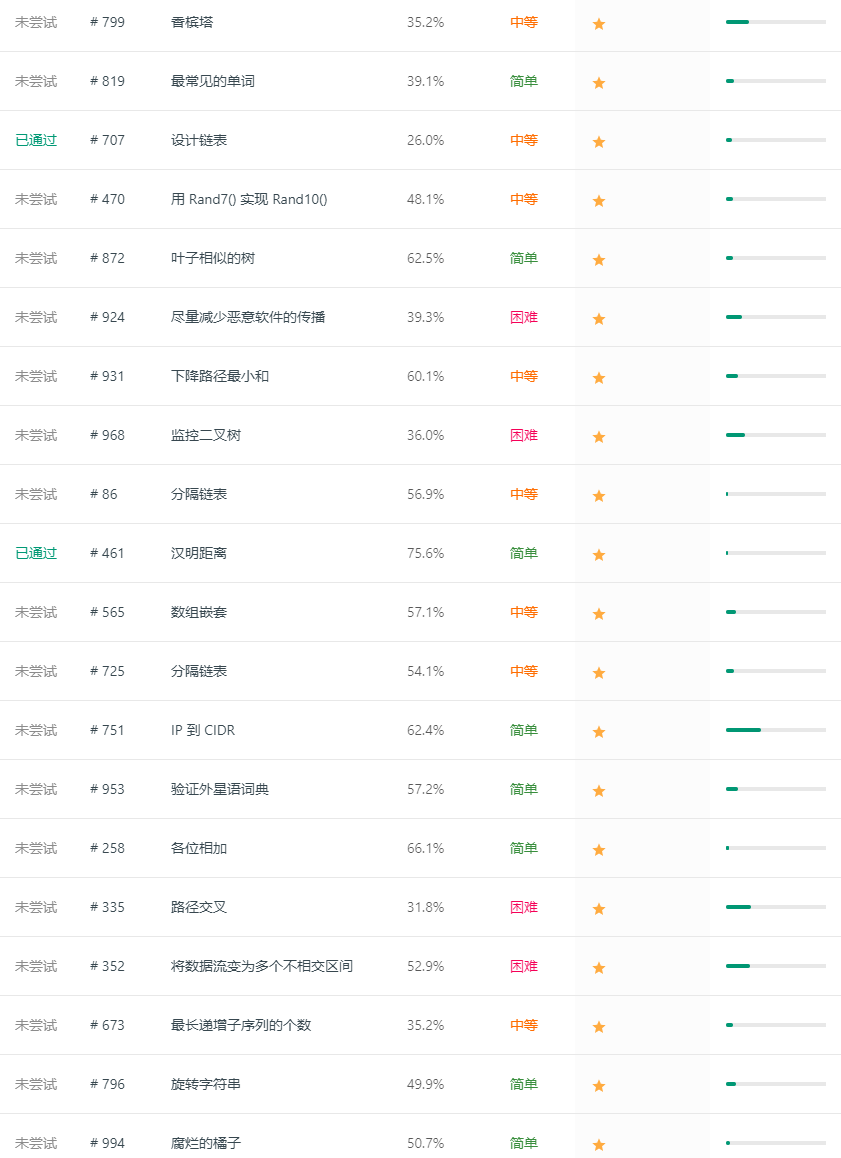 未尝试 # 799 香槟塔 35.2% 中等
未尝试 # 819 最常见的单词 39.1% 简单
已通过 # 707 设计链表 26.0% 中等
未尝试 # 470 用 Rand7() 实现 Rand10() 48.1% 中等
未尝试 # 872 叶子相似的树 62.5% 简单
未尝试 # 924 尽量减少恶意软件的传播 39.3% 困难
未尝试 # 931 下降路径最小和 60.1% 中等
未尝试 # 968 监控二叉树 36.0% 困难
未尝试 # 86 分隔链表 56.9% 中等
已通过 # 461 汉明距离 75.6% 简单
未尝试 # 565 数组嵌套 57.1% 中等
未尝试 # 725 分隔链表 54.1% 中等
未尝试 # 751 IP 到 CIDR 62.4% 简单
未尝试 # 953 验证外星语词典 57.2% 简单
未尝试 # 258 各位相加 66.1% 简单
未尝试 # 335 路径交叉 31.8% 困难
未尝试 # 352 将数据流变为多个不相交区间 52.9% 困难
未尝试 # 673 最长递增子序列的个数 35.2% 中等
未尝试 # 796 旋转字符串 49.9% 简单
未尝试 # 994 腐烂的橘子 50.7% 简单